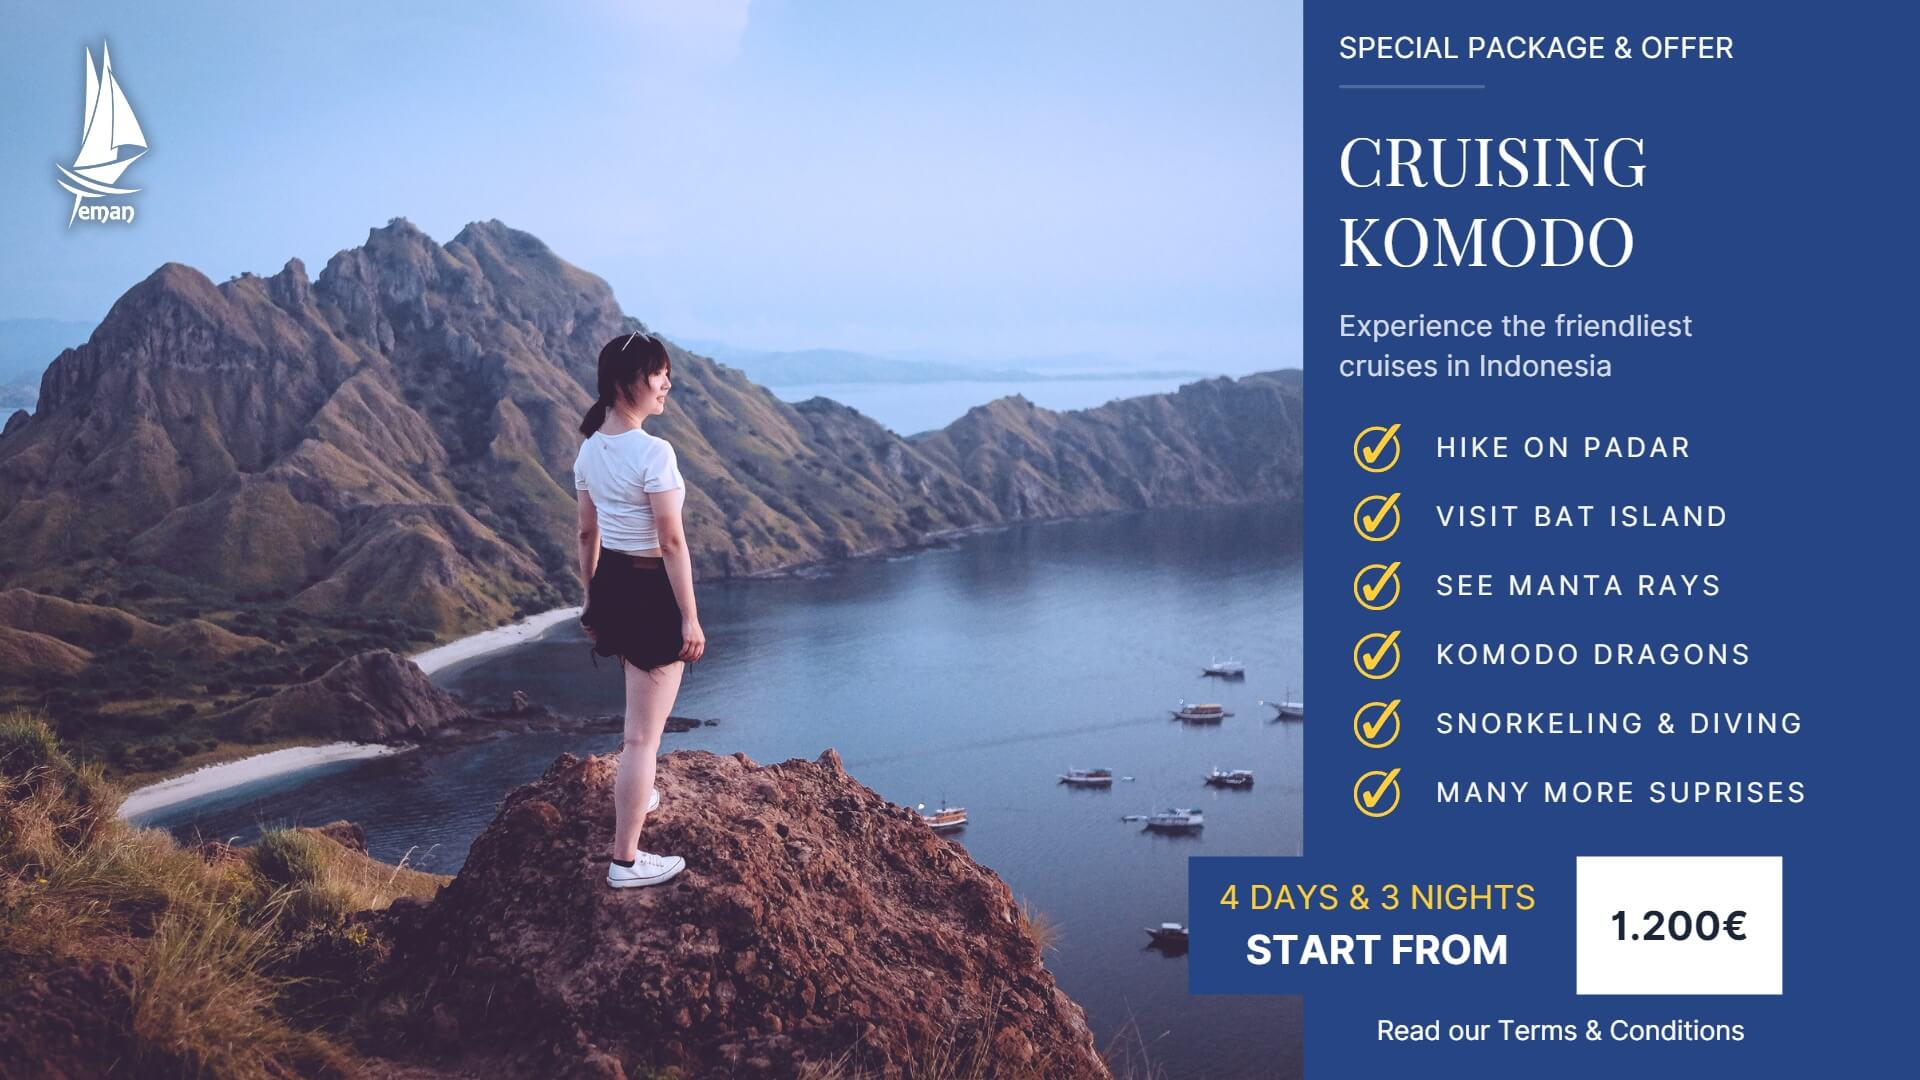 Teman
SPECIAL PACKAGE & OFFER
CRUISING
KOMODO
Experience the friendliest
cruises in Indonesia
HIKE ON PADAR
VISIT BAT ISLAND
SEE MANTA RAYS
KOMODO DRAGONS
SNORKELING & DIVING
MANY MORE SUPRISES
4 DAYS & 3 NIGHTS
START FROM
1.200€
Read our Terms & Conditions